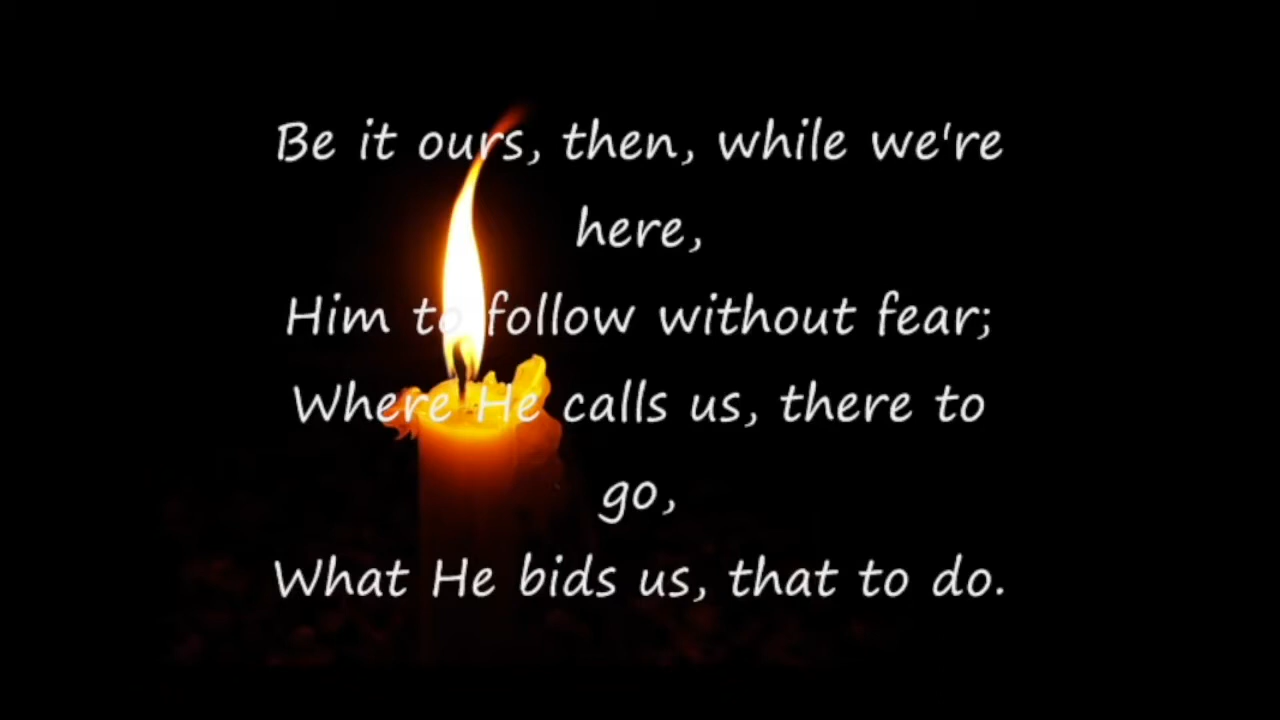 Be it ours, then, while we're
here,
Him to follow without fear;
Where He calls us, there to
go,
What He bids us, that to do.